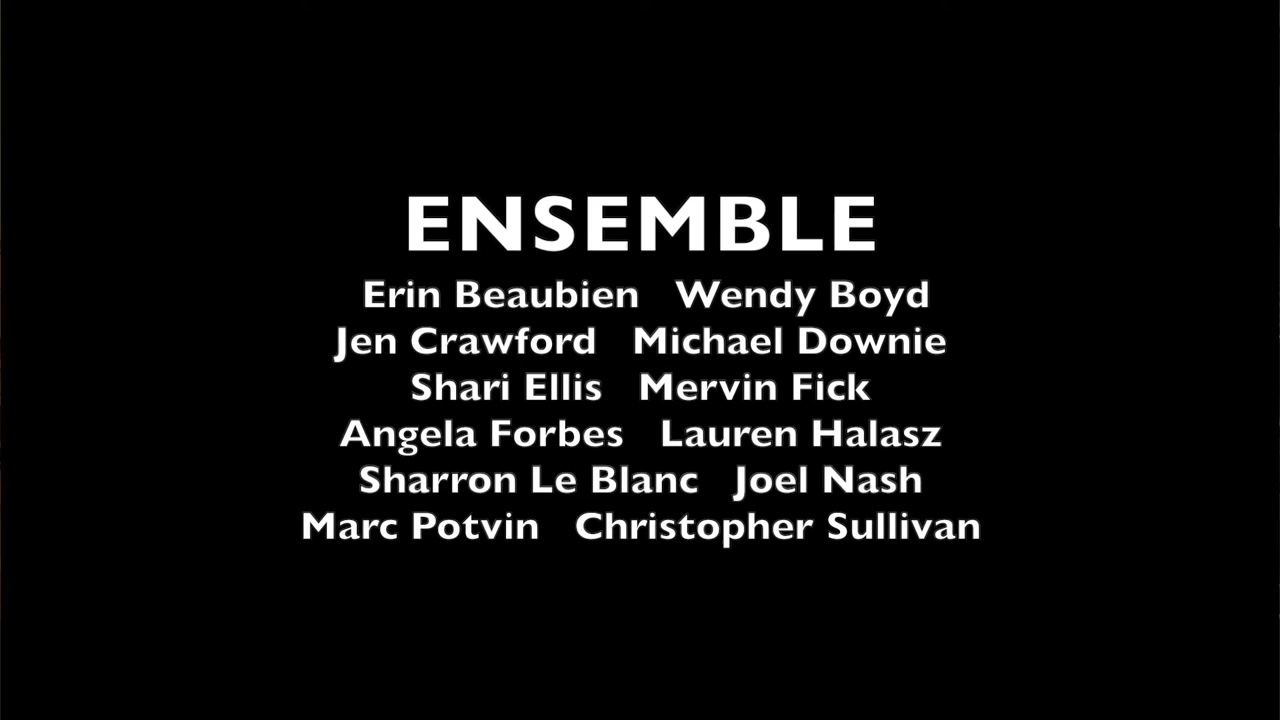 ENSEMBLE
Erin Beaubien Wendy Boyd
Jen Crawford Michael Downie
Shari Ellis Mervin Fick
Angela Forbes Lauren Halasz
Sharron Le Blanc Joel Nash
Marc Potvin Christopher Sullivan